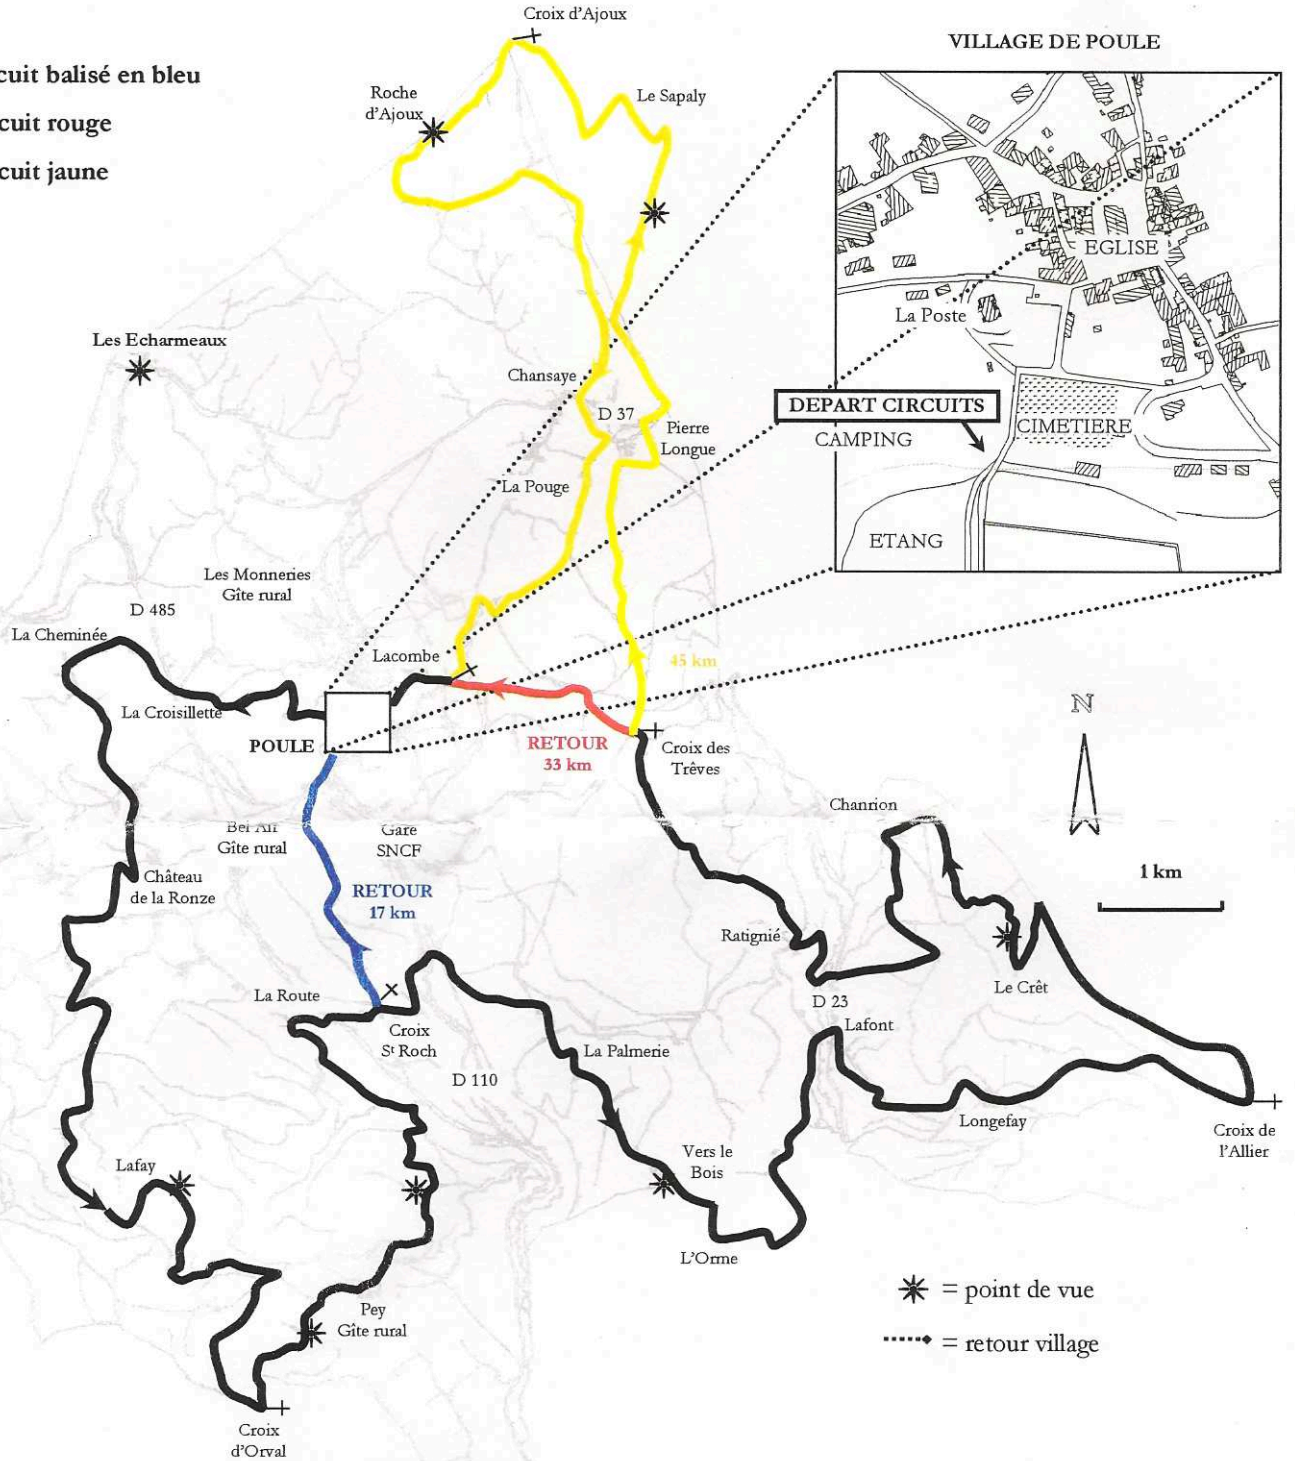 Croix d'Ajoux
VILLAGE DE POULE
cuit balisé en bleu
cuit rouge
cuit jaune
Roche
d'Ajoux
Le Sapaly
EGLISE
La Poste
Les Echarmeaux
Chansaye
D 37
Pierre
Longue
DEPART CIRCUITS
CAMPING
CIMETIERE
La Pouge
ETANG
Les Monneries
Gîte rural
D 485
La Cheminée
Lacombe
45 km
La Croisillette
POULE
RETOUR
33 km
Croix des
Trêves
N
Chanrion
Bel Air
Gîte rural
Gare
SNCF
1 km
Château
de la Ronze
RETOUR
17 km
Ratignié
La Route
Le Crêt
D 23
Lafont
Croix
St Roch
La Palmerie
D 110
Longefay
Croix de
l'Allier
Lafay
Vers le
Bois
L'Orme
= point de vue
Pey
Gîte rural
= retour village
Croix
d'Orval